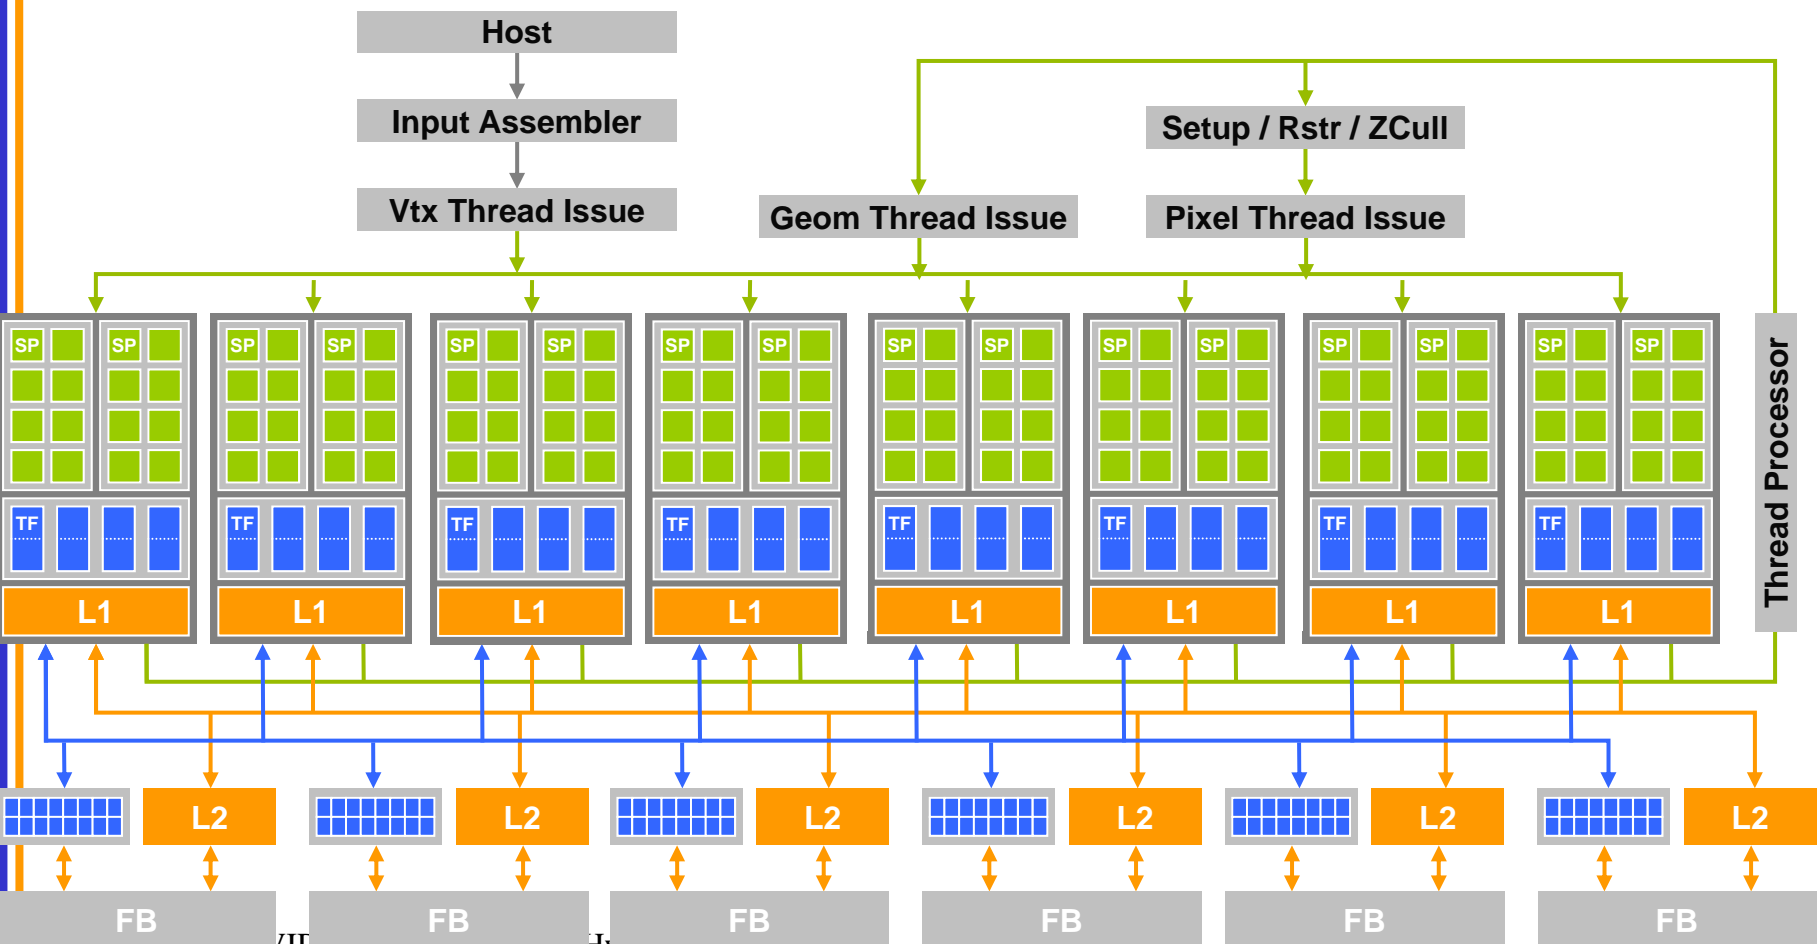 Host
Input Assembler
Setup / Rstr / ZCull
Vtx Thread Issue
Geom Thread Issue
Pixel Thread Issue
SP SP SP SP SP SP SP SP SP SP SP SP SP SP SP SP
Thread Processor
TF TF TF TF TF TF TF TF
L1 L1 L1 L1 L1 L1 L1 L1
L2 L2 L2 L2 L2 L2
FB FB FB FB FB FB